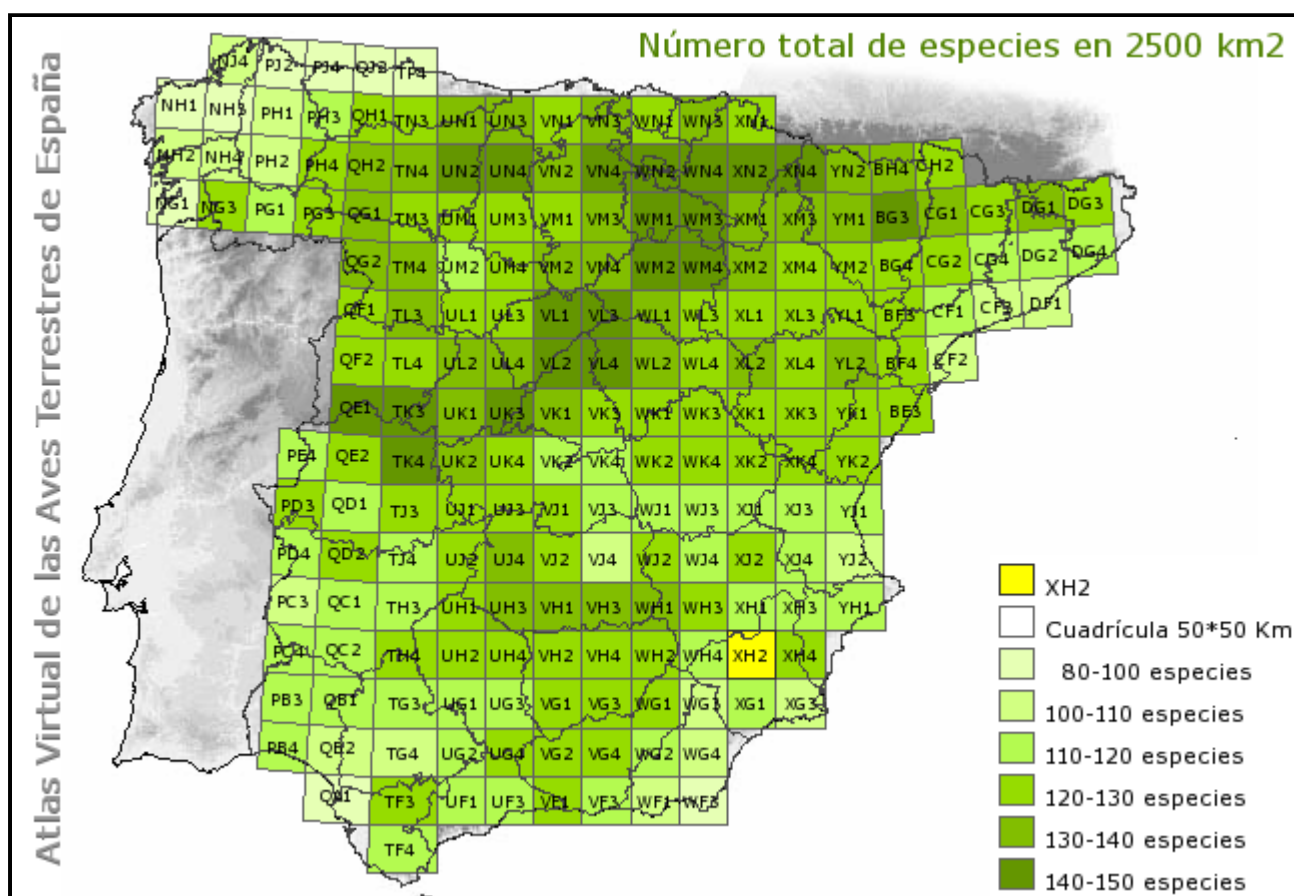 Número total de especies en 2500 km2
Atlas Virtual de las Aves Terrestres de España
NJ4 PJ2 PJ4 QJ2 TP4
NH1 NH3 PH1 PH3 QH1 TN3 UN1 UN3 VN1 VN3 WN1 WN3 XN1
NH2 NH4 PH2 PH4 QH2 TN4 UN2 UN4 VN2 VN4 WN2 WN4 XN2 XN4 YN2 BH4 CH2
NG1 NG3 PG1 PG3 QG1 TM3 UM1 UM3 VM1 VM3 WM1 WM3 XM1 XM3 YM1 BG3 CG1 CG3 DG1 DG3
QG2 TM4 UM2 UM4 VM2 VN4 WM2 WM4 XM2 XM4 YM2 BG4 CG2 CG4 DG2 DG4
QF1 TL3 UL1 UL3 VL1 VL3 WL1 WL3 XL1 XL3 YL1 BF3 CF1 CF3 DF1
QF2 TL4 UL2 UL4 VL2 VL4 WL2 WL4 XL2 XL4 YL2 BF4 CF2
QE1 TK3 UK1 UK3 VK1 VK3 WK1 WK3 XK1 XK3 YK1 BE3
PE4 QE2 TK4 UK2 UK4 VK2 VK4 WK2 WK4 XK2 XK4 YK2
PD3 QD1 TJ3 UJ1 UJ3 VJ1 VJ3 WJ1 WJ3 XJ1 XJ3 YJ1
PD4 QD2 TJ4 UJ2 UJ4 VJ2 VJ4 WJ2 WJ4 XJ2 XJ4 YJ2
PC3 QC1 TH3 UH1 UH3 VH1 VH3 WH1 WH3 XH1 XH3 YH1
PC4 QC2 TH4 UH2 UH4 VH2 VH4 WH2 WH4 XH2 XH4
PB3 QB1 TG3 UG1 UG3 VG1 VG3 WG1 WG3 XG1 XG3
PB4 QB2 TG4 UG2 UG4 VG2 VG4 WG2 WG4
TF3 UF1 UF3 VF1 VF3 WF1 WF3
TF4
XH2
Cuadrícula 50*50 Km
80-100 especies
100-110 especies
110-120 especies
120-130 especies
130-140 especies
140-150 especies